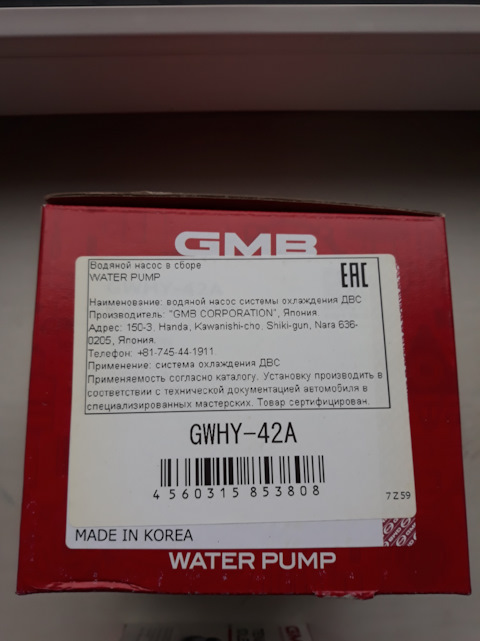 GMB
Водяной насос в сборе
WATER PUMP
EAC
Наименование: водяной насос системы охлаждения ДВС
Производитель: "GMB CORPORATION", Япония
Адрес: 150-3, Handa, Kawanishi-cho, Shiki-gun, Nara 636-
0205, Япония.
Телефон: +81-745-44-1911
Применение: система охлаждения ДВС
Применяемость согласно каталогу. Установку производить в
соответствии с технической документацией автомобиля в
специализированных мастерских. Товар сертифицирован.
GWHY-42A
4 560315 853808
7Z59
MADE IN KOREA
WATER PUMP